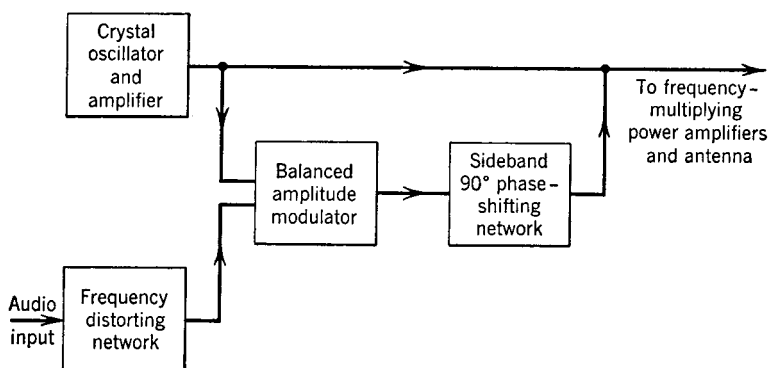 Crystal
oscillator
and
amplifier
To frequency-
multiplying
power amplifiers
and antenna
Balanced
amplitude
modulator
Sideband
90° phase-
shifting
network
Audio
input
Frequency
distorting
network